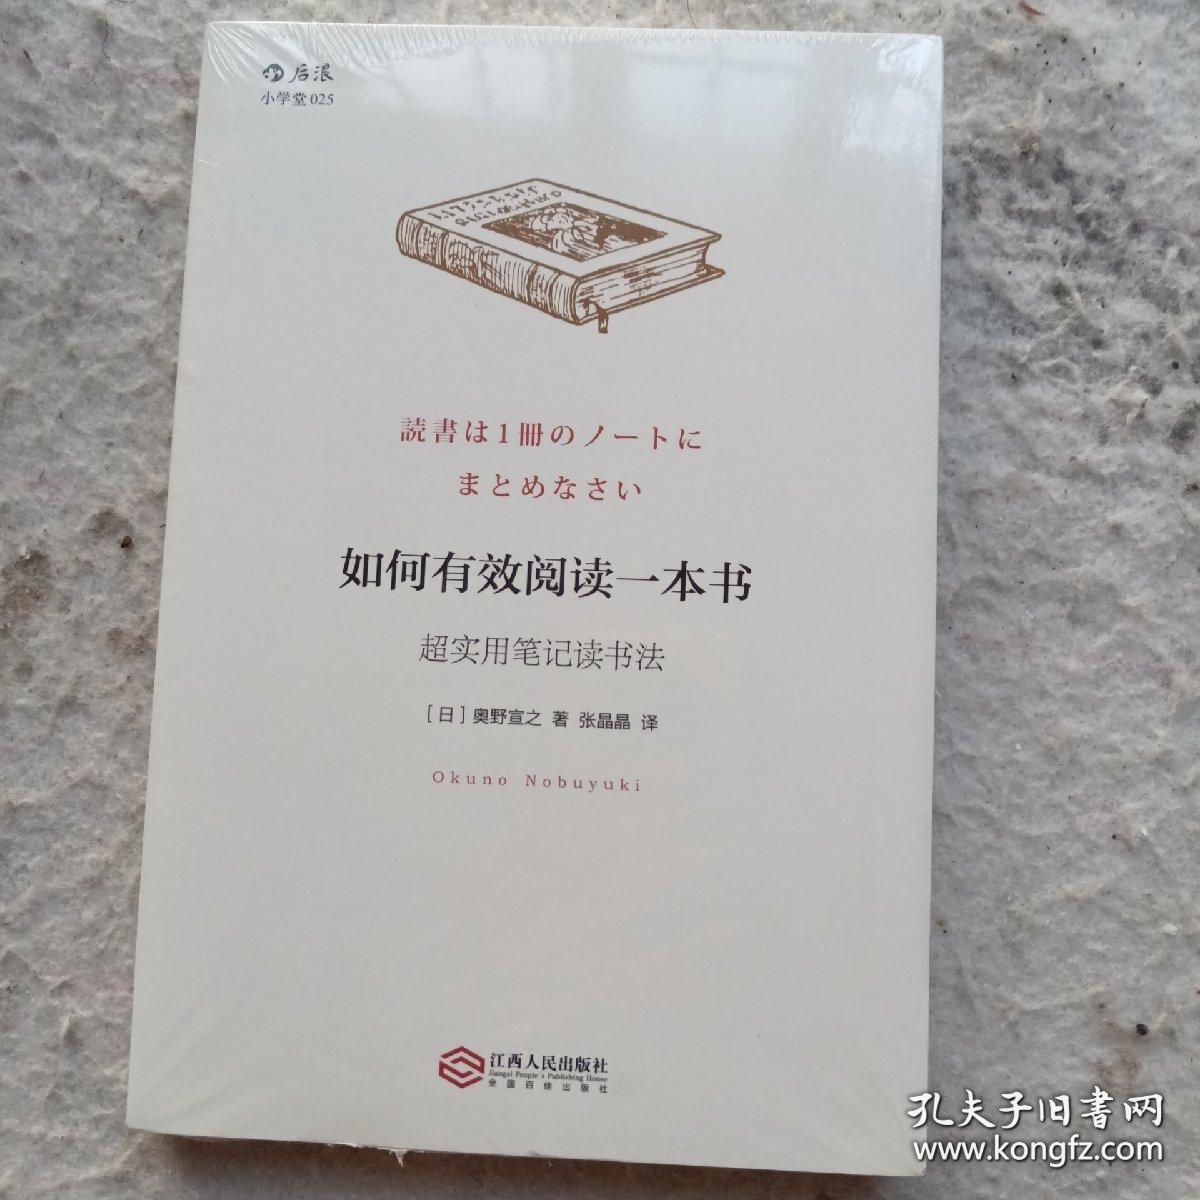 后浪
小学堂 025
読書は1冊のノートに
まとめなさい
如何有效阅读一本书
超实用笔记读书法
[日] 奥野宣之 著 张晶晶 译
Okuno Nobuyuki
江西人民出版社
Jiangxi People's Publishing House
全国百佳出版社
孔夫子旧書网
www.kongfz.com